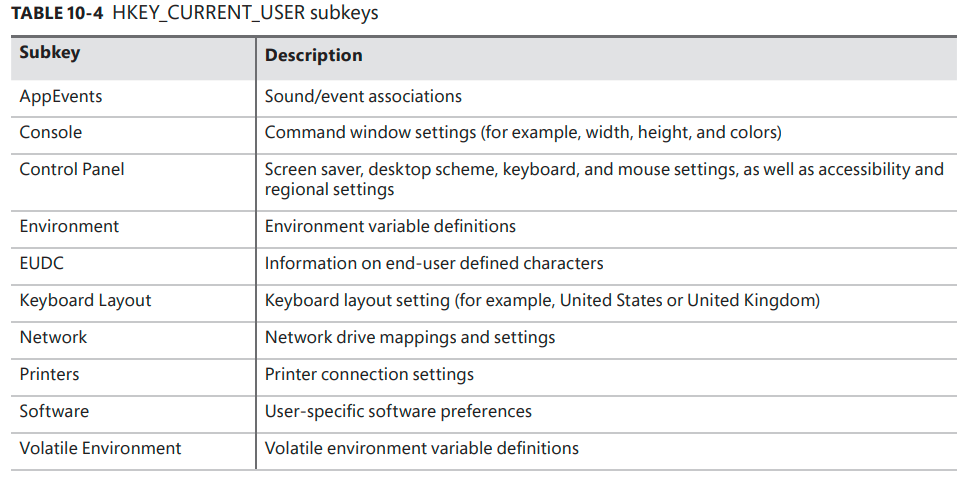 TABLE 10-4 HKEY_CURRENT_USER subkeys
Subkey Description
AppEvents Sound/event associations
Console Command window settings (for example, width, height, and colors)
Control Panel Screen saver, desktop scheme, keyboard, and mouse settings, as well as accessibility and
regional settings
Environment Environment variable definitions
EUDC Information on end-user defined characters
Keyboard Layout Keyboard layout setting (for example, United States or United Kingdom)
Network Network drive mappings and settings
Printers Printer connection settings
Software User-specific software preferences
Volatile Environment Volatile environment variable definitions